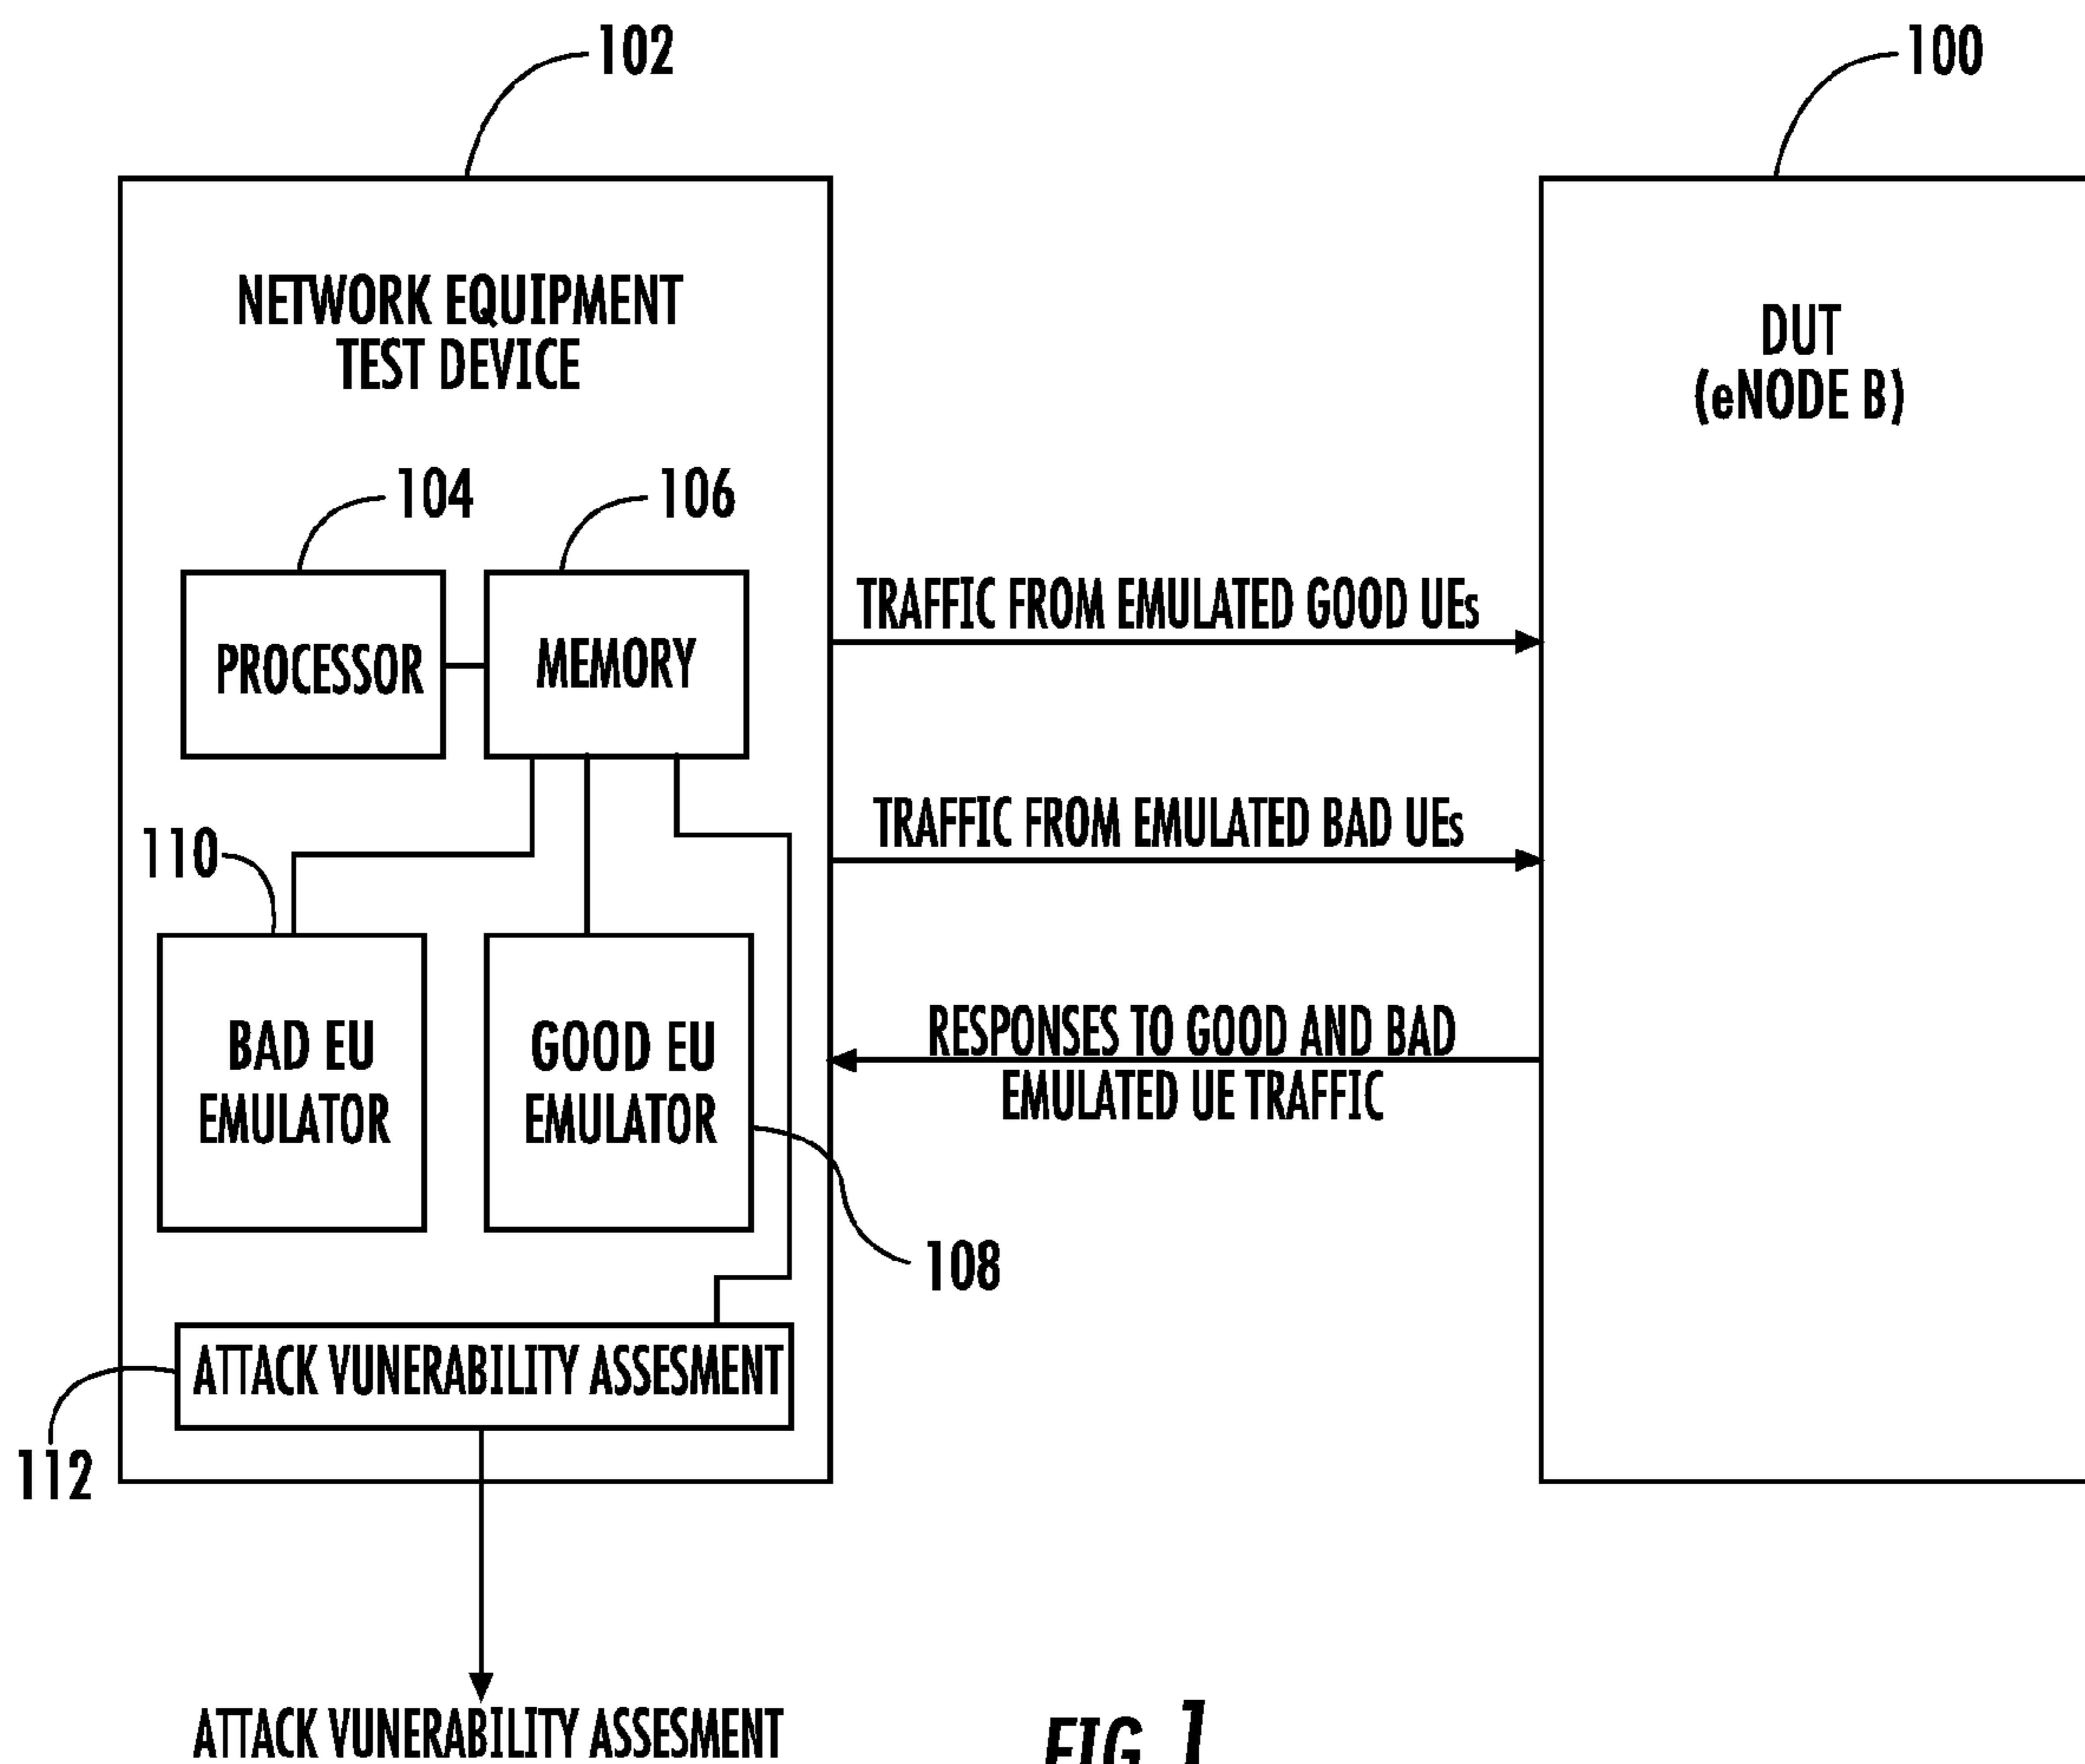 102
100
NETWORK EQUIPMENT
TEST DEVICE
DUT
(eNODE B)
104
106
PROCESSOR
MEMORY
TRAFFIC FROM EMULATED GOOD UEs
TRAFFIC FROM EMULATED BAD UEs
110
BAD EU
EMULATOR
GOOD EU
EMULATOR
RESPONSES TO GOOD AND BAD
EMULATED UE TRAFFIC
108
ATTACK VUNERABILITY ASSESMENT
112
ATTACK VUNERABILITY ASSESMENT
FIG. 1